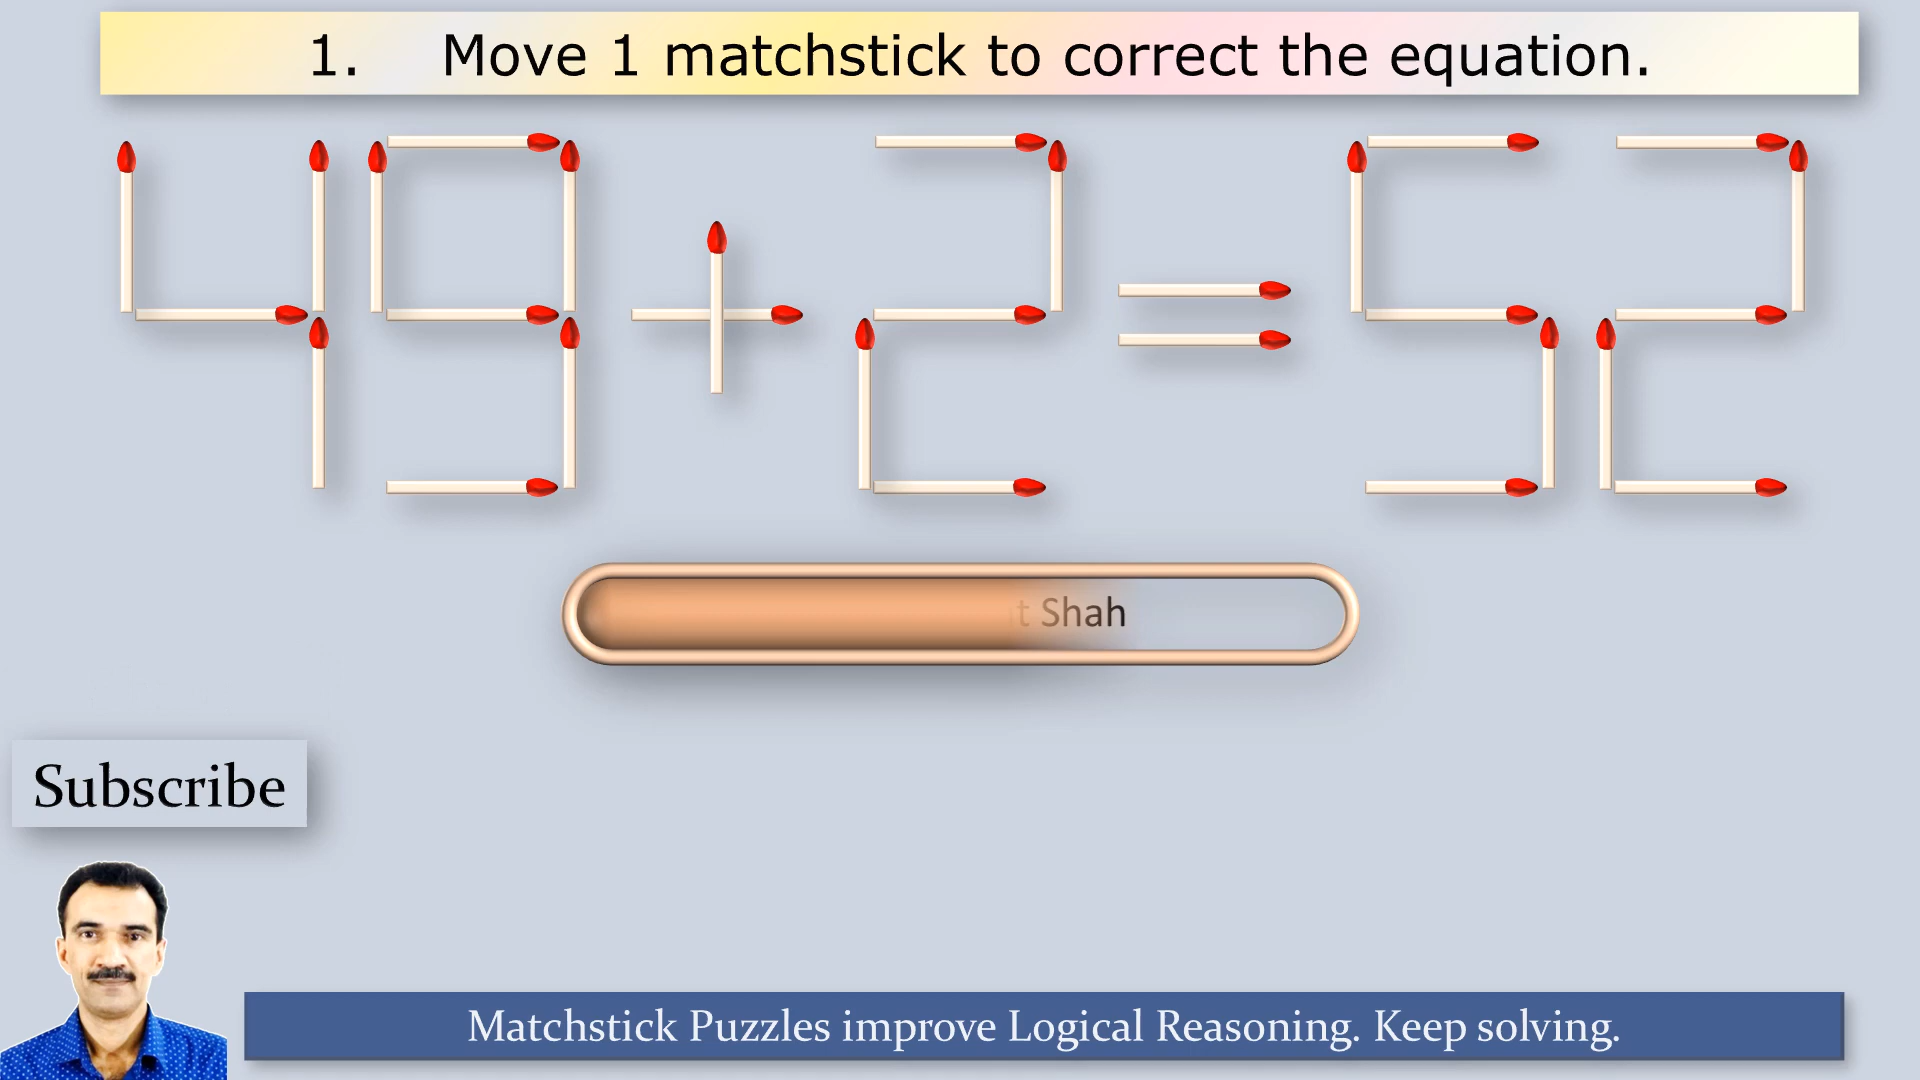 1. Move 1 matchstick to correct the equation.
49 + 2 = 52
Shah
Subscribe
Matchstick Puzzles improve Logical Reasoning. Keep solving.